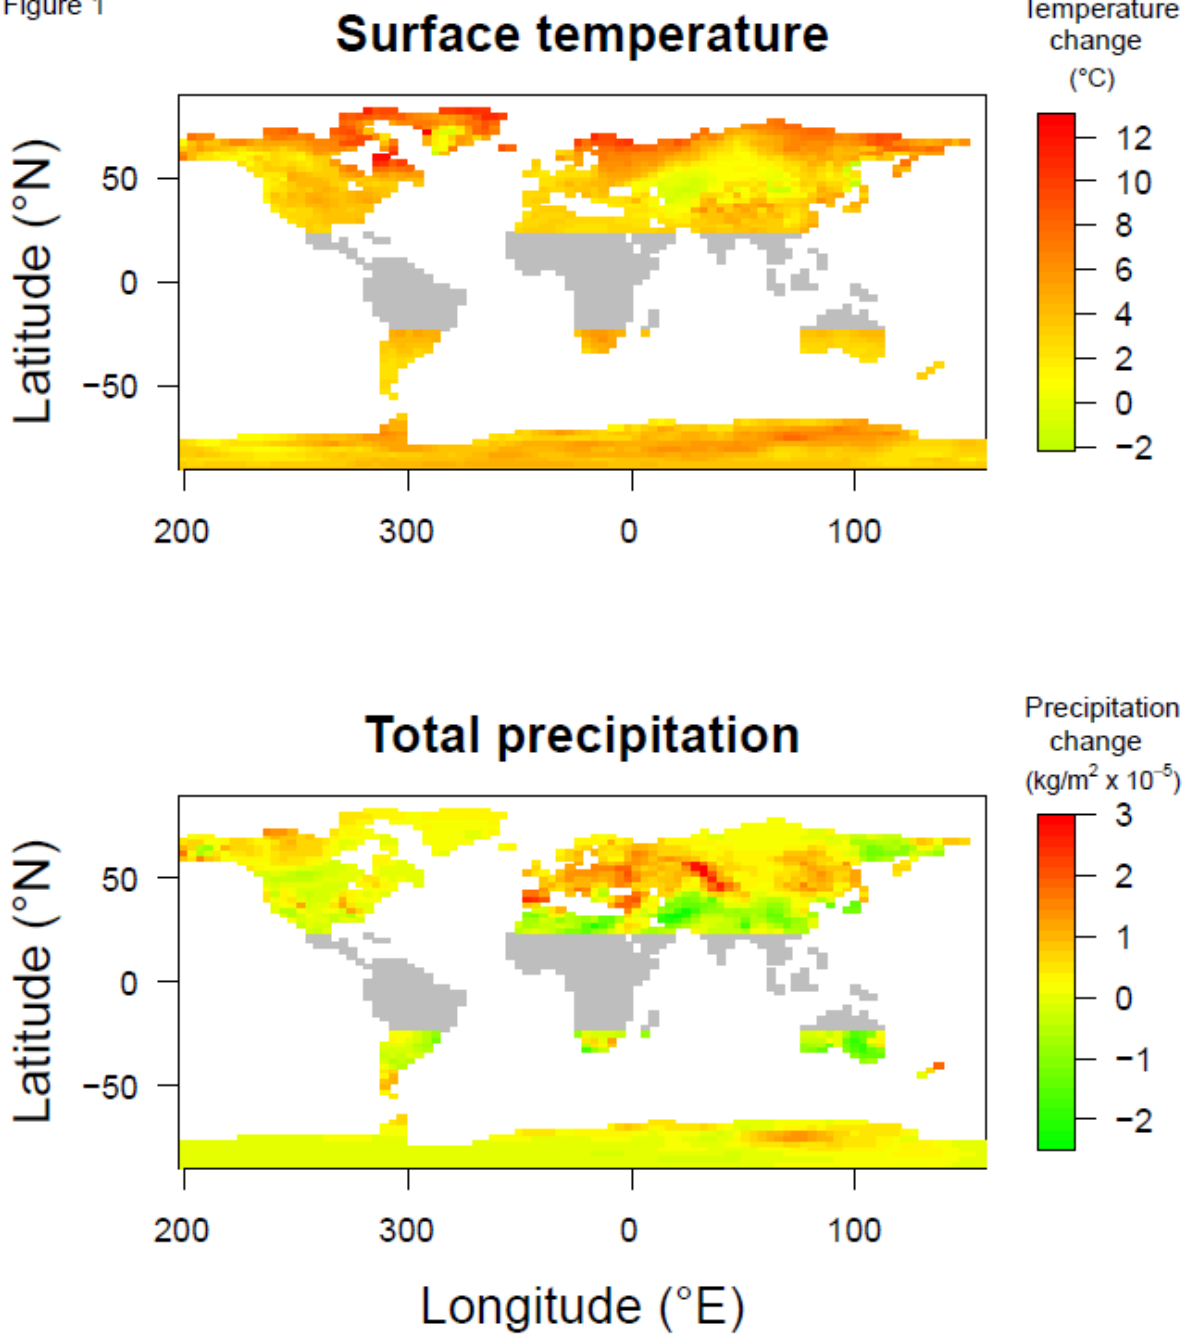 Figure 1
Surface temperature
Temperature
change
(°C)
Latitude (°N)
50
0
−50
200
300
0
100
12
10
8
6
4
2
0
−2
Total precipitation
Precipitation
change
(kg/m² x 10⁻⁵)
Latitude (°N)
50
0
−50
200
300
0
100
3
2
1
0
−1
−2
Longitude (°E)